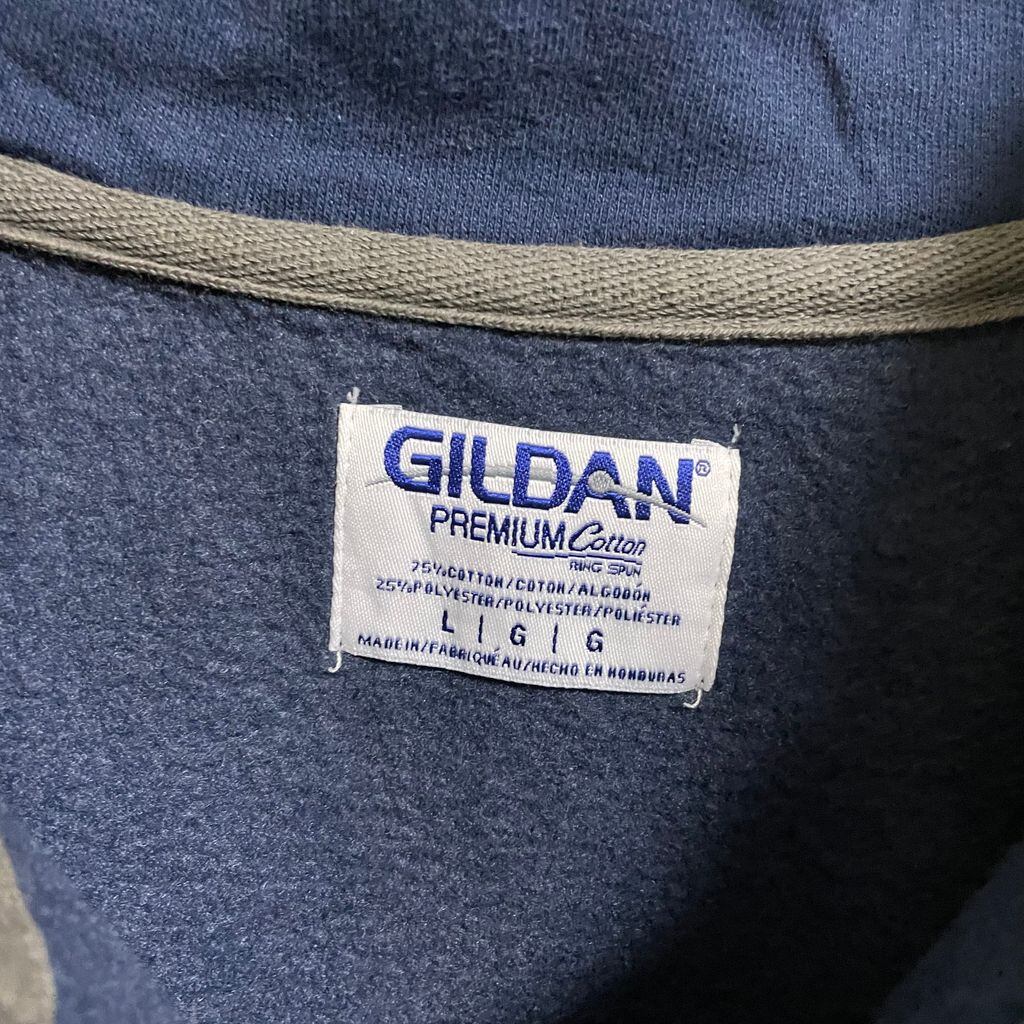 GILDAN®
PREMIUM Cotton
RING SPUN
75% COTTON/COTON/ALGODÓN
25% POLYESTER/POLYESTER/POLIÉSTER
L | G | G
MADE IN/FABRIQUÉ AU/HECHO EN HONDURAS